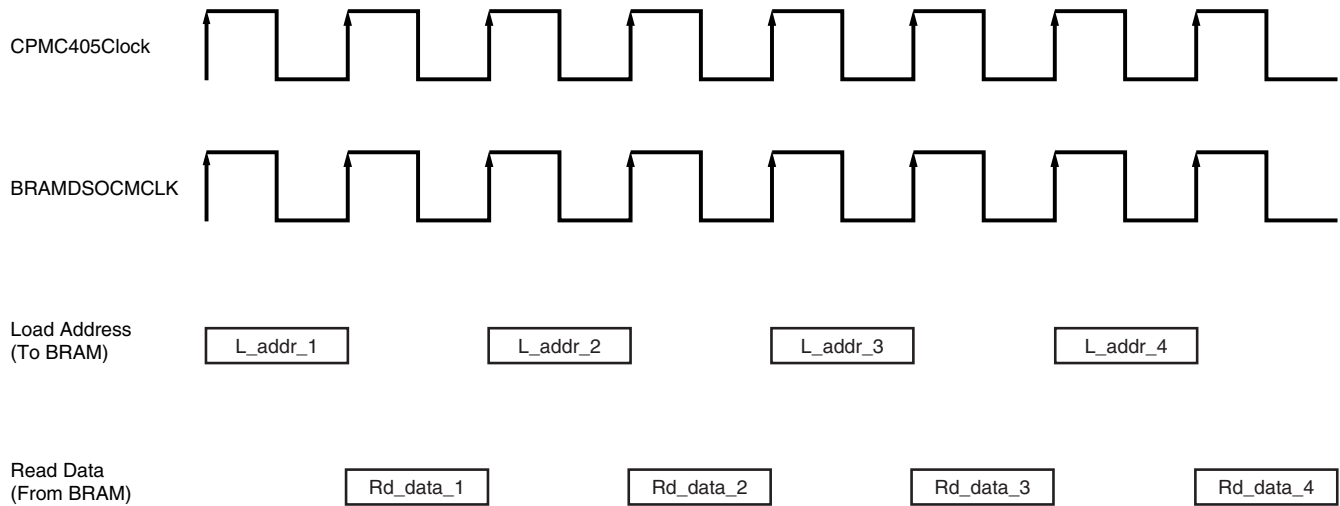 CPMC405Clock
BRAMDSOCMCLK
Load Address
(To BRAM)
L_addr_1
L_addr_2
L_addr_3
L_addr_4
Read Data
(From BRAM)
Rd_data_1
Rd_data_2
Rd_data_3
Rd_data_4